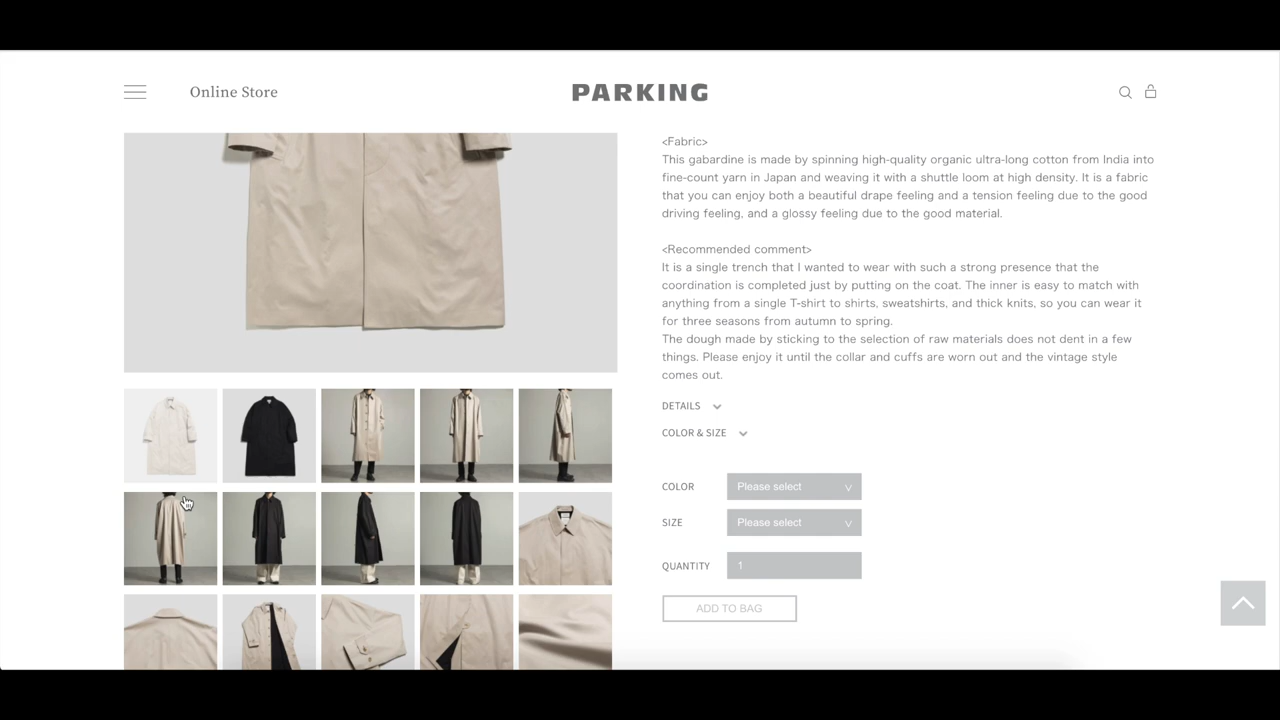 Online Store
PARKING
<Fabric>
This gabardine is made by spinning high-quality organic ultra-long cotton from India into
fine-count yarn in Japan and weaving it with a shuttle loom at high density. It is a fabric
that you can enjoy both a beautiful drape feeling and a tension feeling due to the good
driving feeling, and a glossy feeling due to the good material.
<Recommended comment>
It is a single trench that I wanted to wear with such a strong presence that the
coordination is completed just by putting on the coat. The inner is easy to match with
anything from a single T-shirt to shirts, sweatshirts, and thick knits, so you can wear it
for three seasons from autumn to spring.
The dough made by sticking to the selection of raw materials does not dent in a few
things. Please enjoy it until the collar and cuffs are worn out and the vintage style
comes out.
DETAILS
COLOR & SIZE
COLOR Please select
SIZE Please select
QUANTITY 1
ADD TO BAG